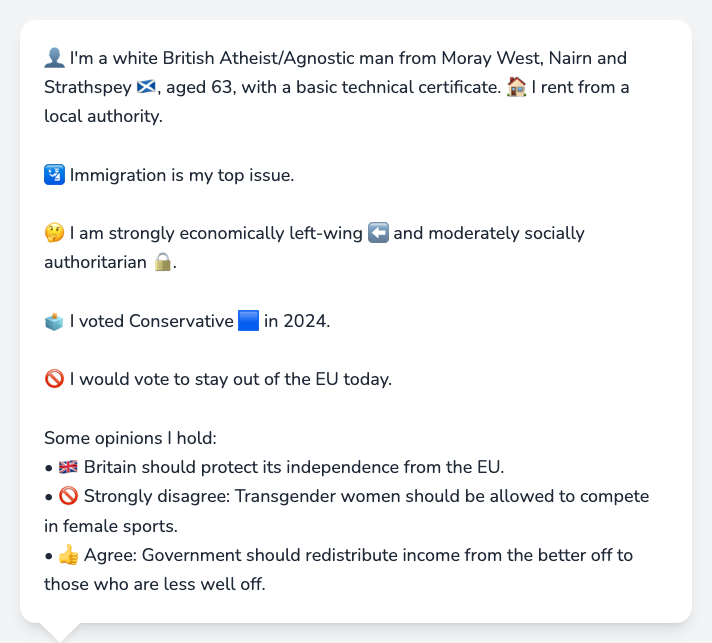 👤 I'm a white British Atheist/Agnostic man from Moray West, Nairn and
Strathspey 🏴󠁧󠁢󠁳󠁣󠁴󠁿, aged 63, with a basic technical certificate. 🏠 I rent from a
local authority.
🛂 Immigration is my top issue.
🤔 I am strongly economically left-wing ⬅️ and moderately socially
authoritarian 🔒.
🗳️ I voted Conservative 🟦 in 2024.
🚫 I would vote to stay out of the EU today.
Some opinions I hold:
• 🇬🇧 Britain should protect its independence from the EU.
• 🚫 Strongly disagree: Transgender women should be allowed to compete
in female sports.
• 👍 Agree: Government should redistribute income from the better off to
those who are less well off.